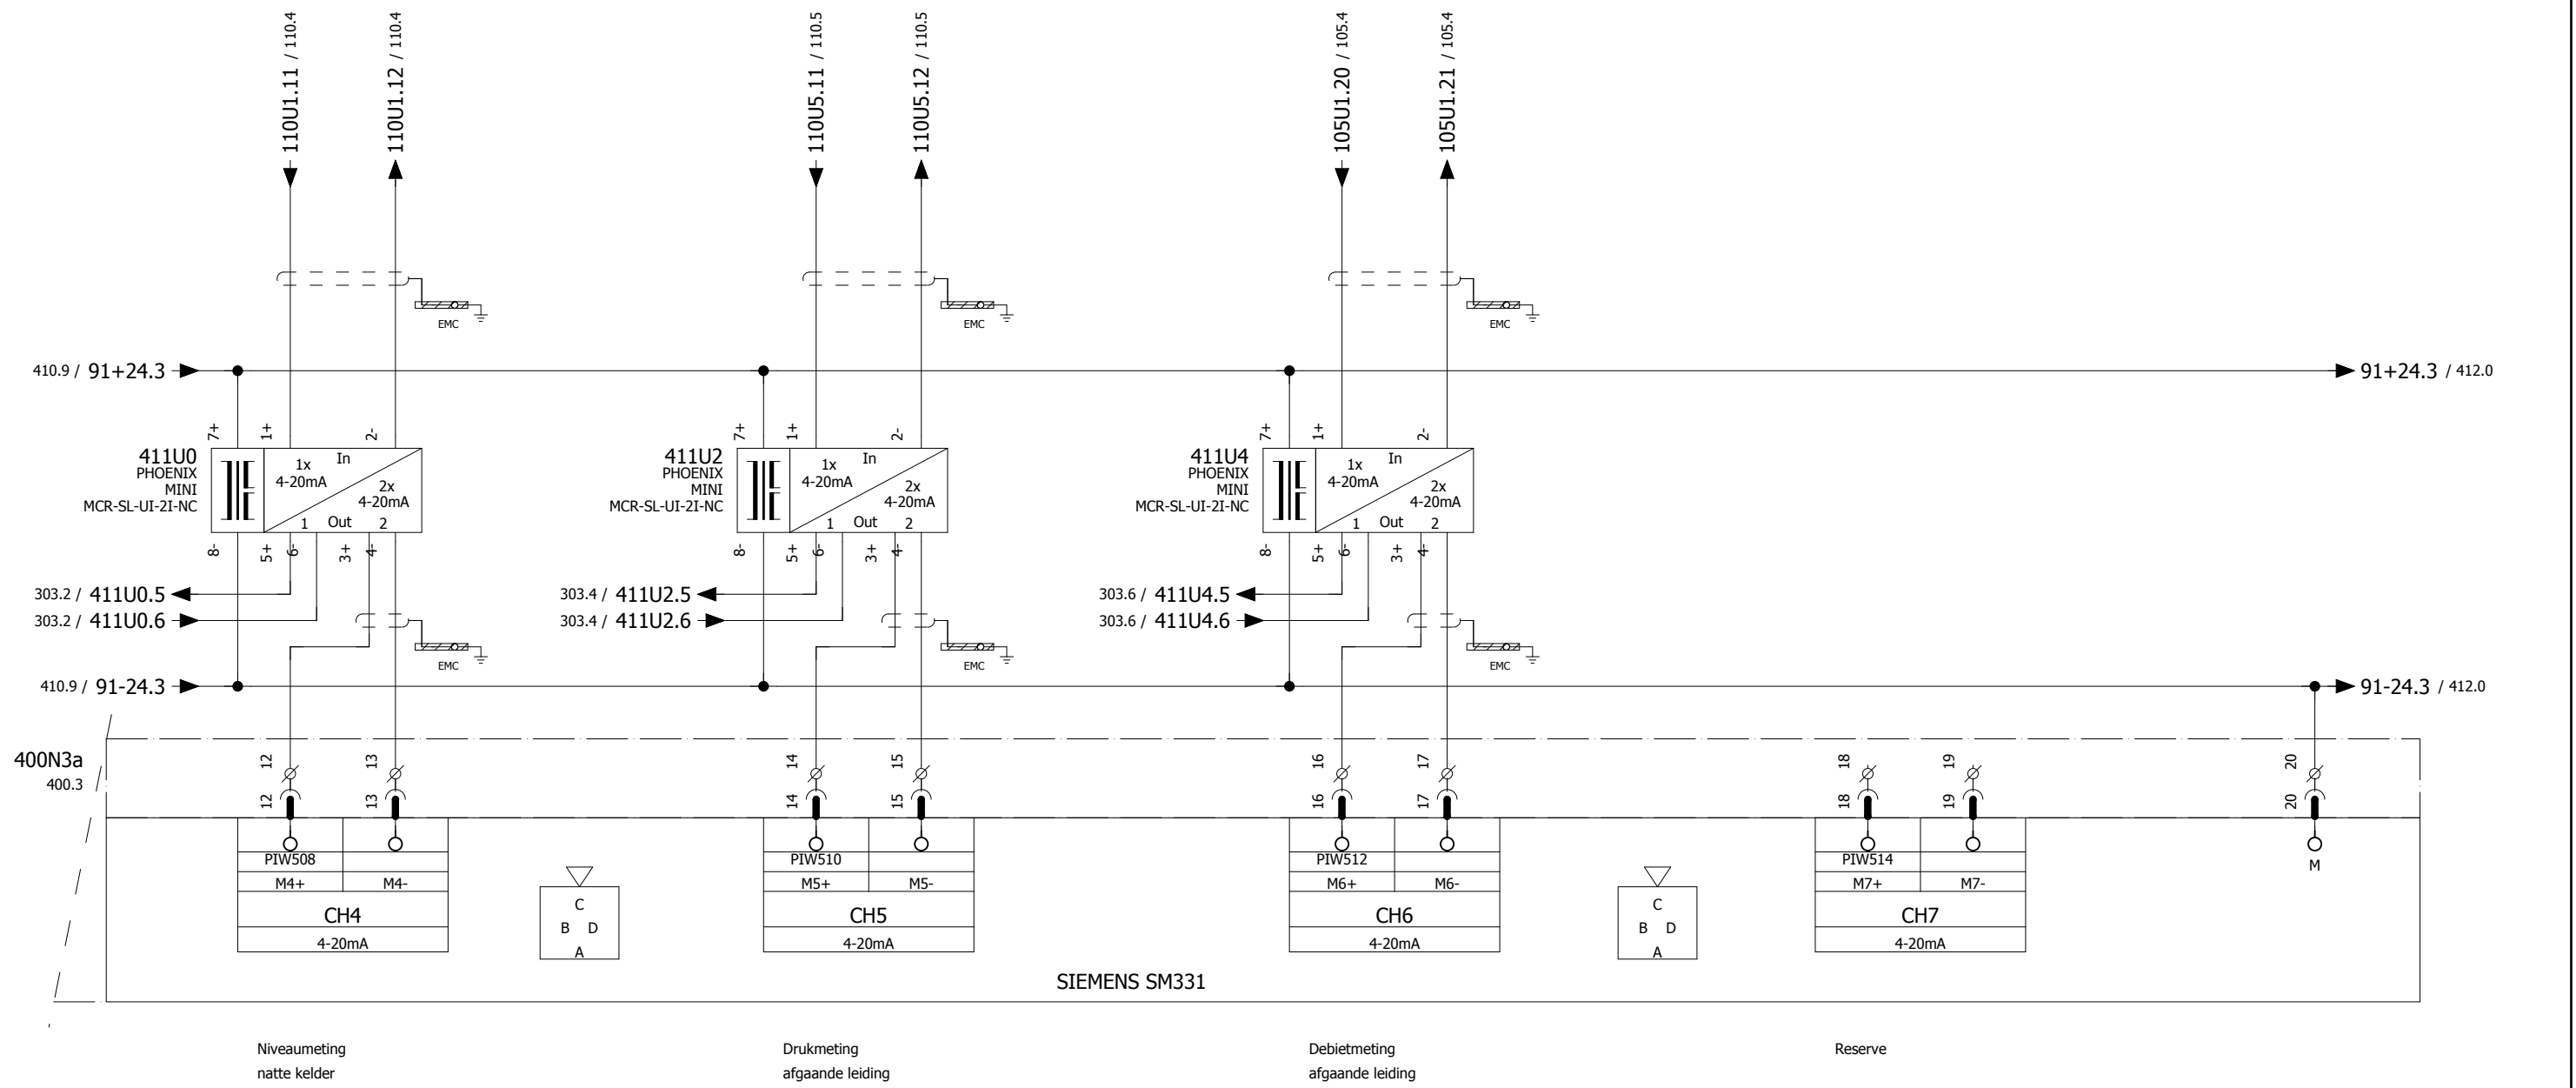 110U1.11 / 110.4
110U1.12 / 110.4
110U5.11 / 110.5
110U5.12 / 110.5
105U1.20 / 105.4
105U1.21 / 105.4
EMC
EMC
EMC
410.9 / 91+24.3
91+24.3 / 412.0
7+
1+
2-
7+
1+
2-
7+
1+
2-
411U0
PHOENIX
MINI
MCR-SL-UI-2I-NC
1x
4-20mA
In
2x
4-20mA
1
Out
2
411U2
PHOENIX
MINI
MCR-SL-UI-2I-NC
1x
4-20mA
In
2x
4-20mA
1
Out
2
411U4
PHOENIX
MINI
MCR-SL-UI-2I-NC
1x
4-20mA
In
2x
4-20mA
1
Out
2
8-
5+
6-
3+
4-
8-
5+
6-
3+
4-
8-
5+
6-
3+
4-
303.2 / 411U0.5
303.2 / 411U0.6
303.4 / 411U2.5
303.4 / 411U2.6
303.6 / 411U4.5
303.6 / 411U4.6
EMC
EMC
EMC
410.9 / 91-24.3
91-24.3 / 412.0
400N3a
400.3
12
13
14
15
16
17
18
19
20
12
13
14
15
16
17
18
19
20
PIW508
M4+
M4-
CH4
4-20mA
C
B D
A
PIW510
M5+
M5-
CH5
4-20mA
PIW512
M6+
M6-
CH6
4-20mA
C
B D
A
PIW514
M7+
M7-
CH7
4-20mA
M
SIEMENS SM331
Niveaumeting
natte kelder
Drukmeting
afgaande leiding
Debietmeting
afgaande leiding
Reserve